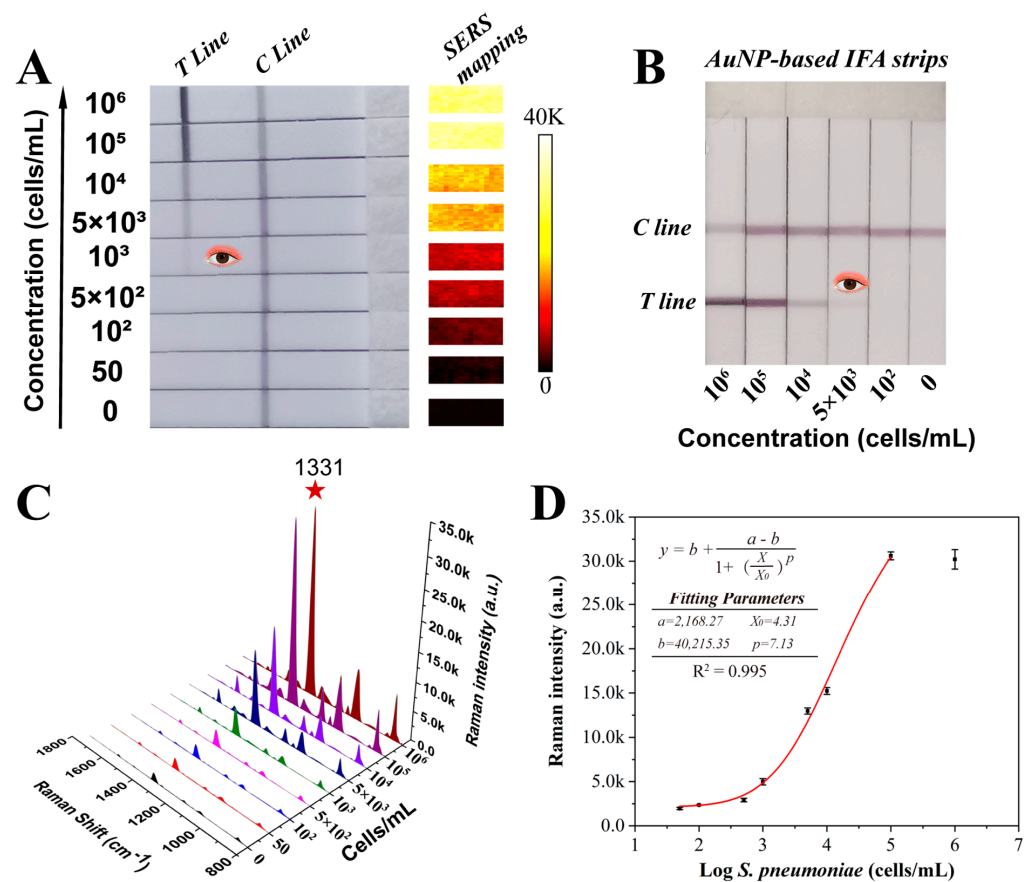 A
T Line
C Line
SERS
mapping
Concentration (cells/mL)
10⁶
10⁵
10⁴
5×10³
10³
5×10²
10²
50
0
40K
0
B
AuNP-based IFA strips
C line
T line
10⁶
10⁵
10⁴
5×10³
10²
0
Concentration (cells/mL)
C
1331
35.0k
30.0k
25.0k
20.0k
15.0k
10.0k
5.0k
0.0
Raman intensity (a.u.)
1800
1600
1400
1200
1000
800
Raman Shift (cm⁻¹)
0
50
10²
5×10²
10³
5×10³
10⁴
10⁵
10⁶
Cells/mL
D
35.0k
30.0k
25.0k
20.0k
15.0k
10.0k
5.0k
0.0
Raman intensity (a.u.)
y = b + a - b / 1+ (X/X₀)ᵖ
Fitting Parameters
a=2,168.27 X₀=4.31
b=40,215.35 p=7.13
R² = 0.995
1 2 3 4 5 6 7
Log S. pneumoniae (cells/mL)